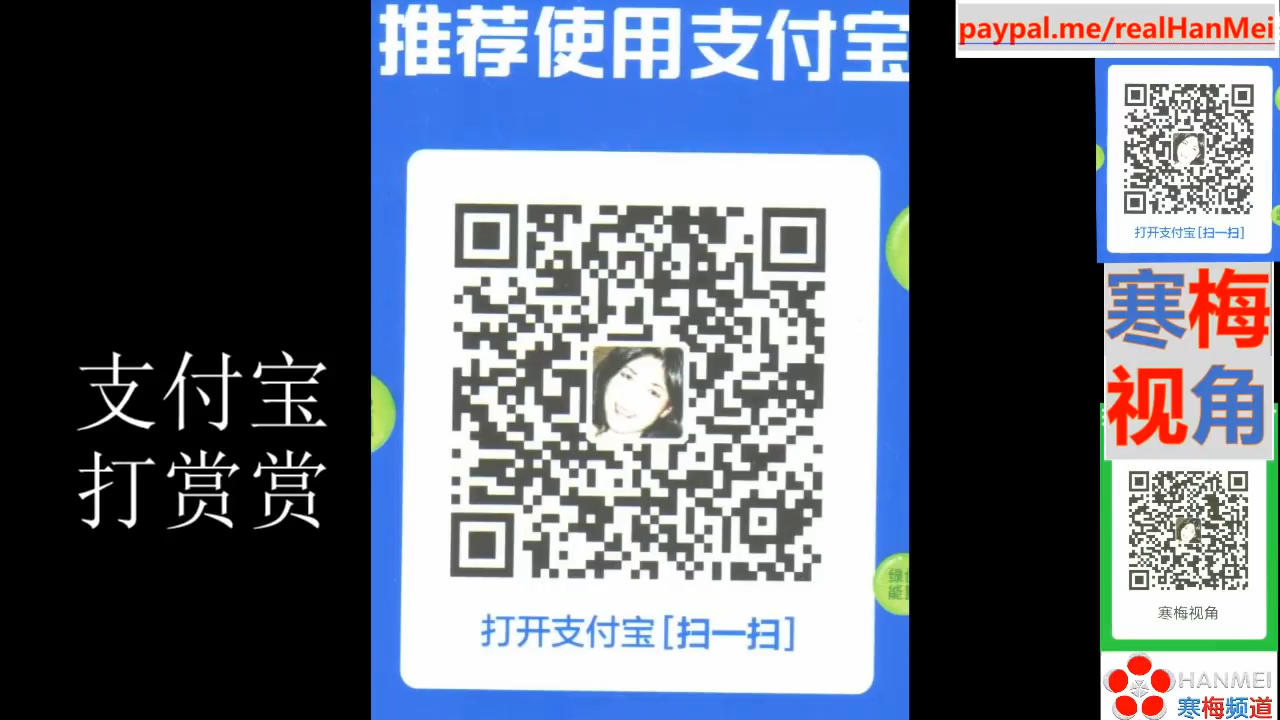 推荐使用支付宝
支付宝
打赏赏
打开支付宝[扫一扫]
paypal.me/realHanMei
打开支付宝[扫一扫]
寒梅
视角
寒梅视角
HANMEI
寒梅频道